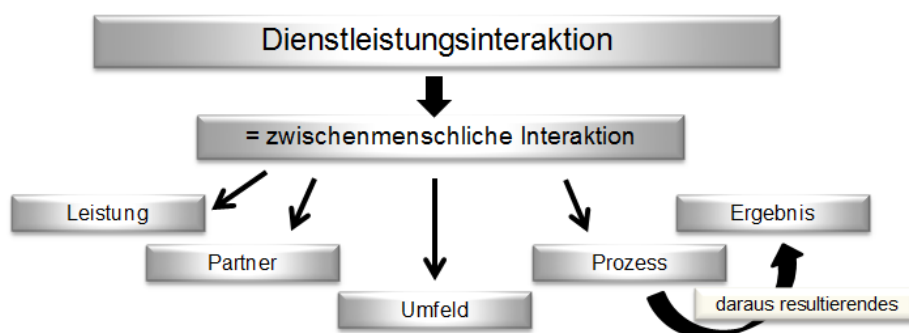 Dienstleistungsinteraktion
= zwischenmenschliche Interaktion
Leistung
Ergebnis
Partner
Prozess
Umfeld
daraus resultierendes